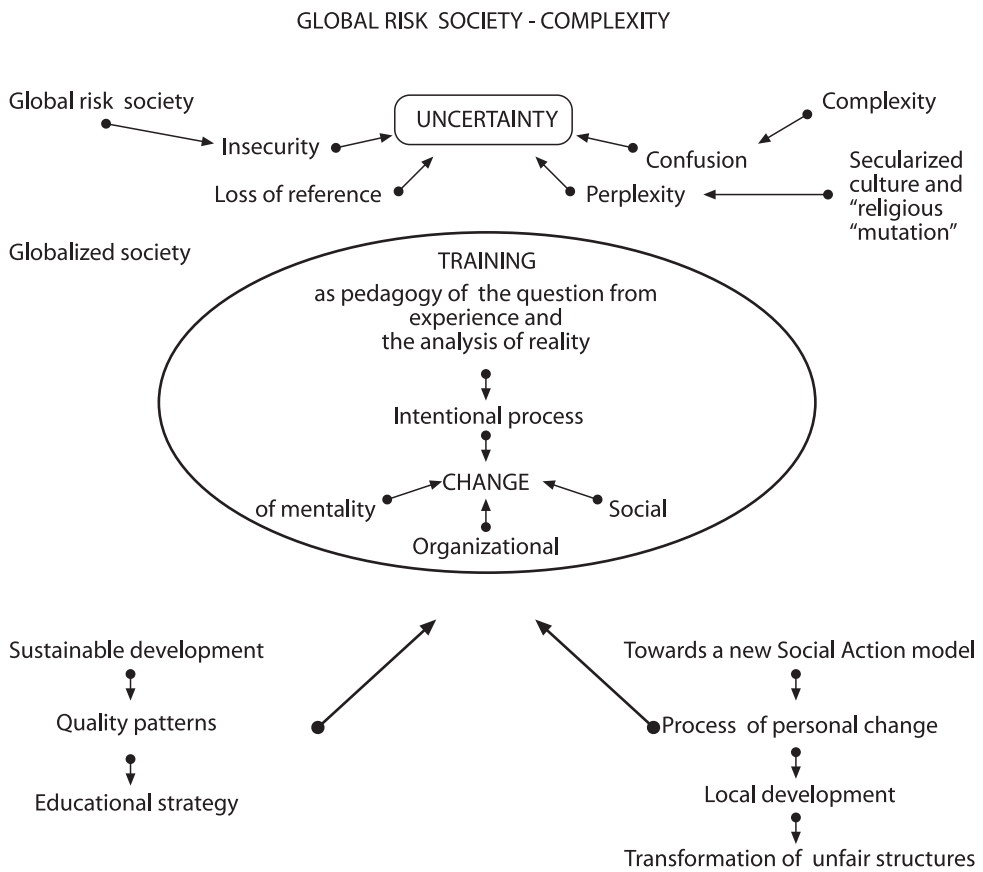 GLOBAL RISK SOCIETY - COMPLEXITY
Global risk society
UNCERTAINTY
Complexity
Insecurity
Confusion
Loss of reference
Perplexity
Secularized
culture and
“religious
“mutation”
Globalized society
TRAINING
as pedagogy of the question from
experience and
the analysis of reality
Intentional process
CHANGE
of mentality
Social
Organizational
Sustainable development
Quality patterns
Educational strategy
Towards a new Social Action model
Process of personal change
Local development
Transformation of unfair structures